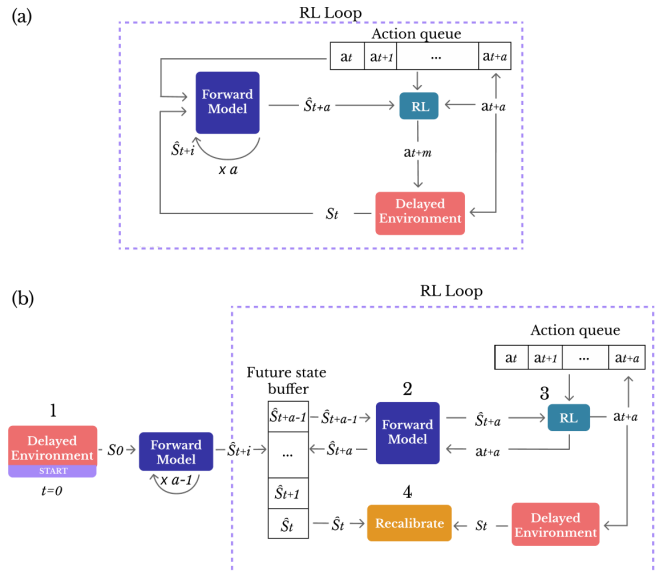 (a)
RL Loop
Action queue
at at+1 ... at+a
Forward
Model
Ŝt+a
RL
at+a
Ŝt+i
x a
at+m
St
Delayed
Environment
(b)
RL Loop
Action queue
at at+1 ... at+a
Future state
buffer
1
2
3
Ŝt+a-1
Ŝt+a-1
Ŝt+a
RL
at+a
Delayed
Environment
START
t=0
S0
Forward
Model
x a-1
Ŝt+i
...
Ŝt+a
Forward
Model
at+a
Ŝt+1
4
Ŝt
Ŝt
Recalibrate
St
Delayed
Environment